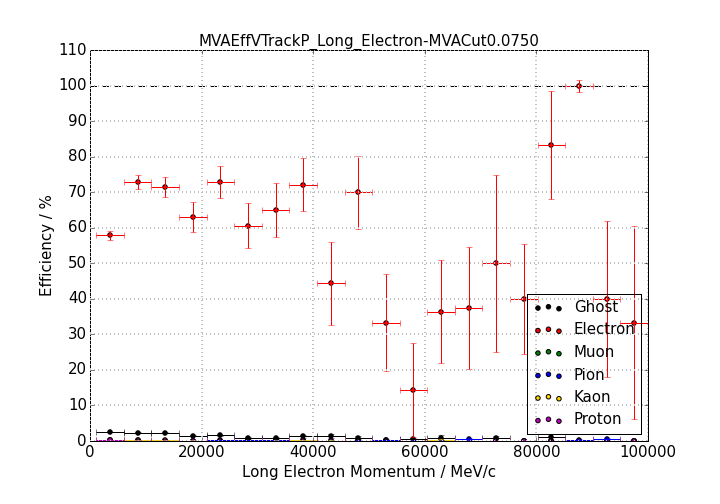 MVAEffVTrackP_Long_Electron-MVACut0.0750
Efficiency / %
110
100
90
80
70
60
50
40
30
20
10
0
Ghost
Electron
Muon
Pion
Kaon
Proton
0 20000 40000 60000 80000 100000
Long Electron Momentum / MeV/c